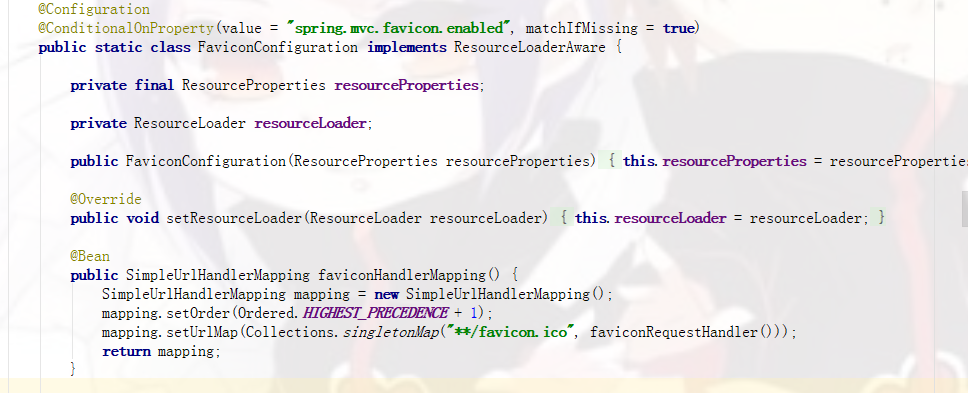 @Configuration
@ConditionalOnProperty(value = "spring.mvc.favicon.enabled", matchIfMissing = true)
public static class FaviconConfiguration implements ResourceLoaderAware {
private final ResourceProperties resourceProperties;
private ResourceLoader resourceLoader;
public FaviconConfiguration(ResourceProperties resourceProperties) { this.resourceProperties = resourcePropertie
@Override
public void setResourceLoader(ResourceLoader resourceLoader) { this.resourceLoader = resourceLoader; }
@Bean
public SimpleUrlHandlerMapping faviconHandlerMapping() {
SimpleUrlHandlerMapping mapping = new SimpleUrlHandlerMapping();
mapping.setOrder(Ordered.HIGHEST_PRECEDENCE + 1);
mapping.setUrlMap(Collections.singletonMap("**/favicon.ico", faviconRequestHandler()));
return mapping;
}